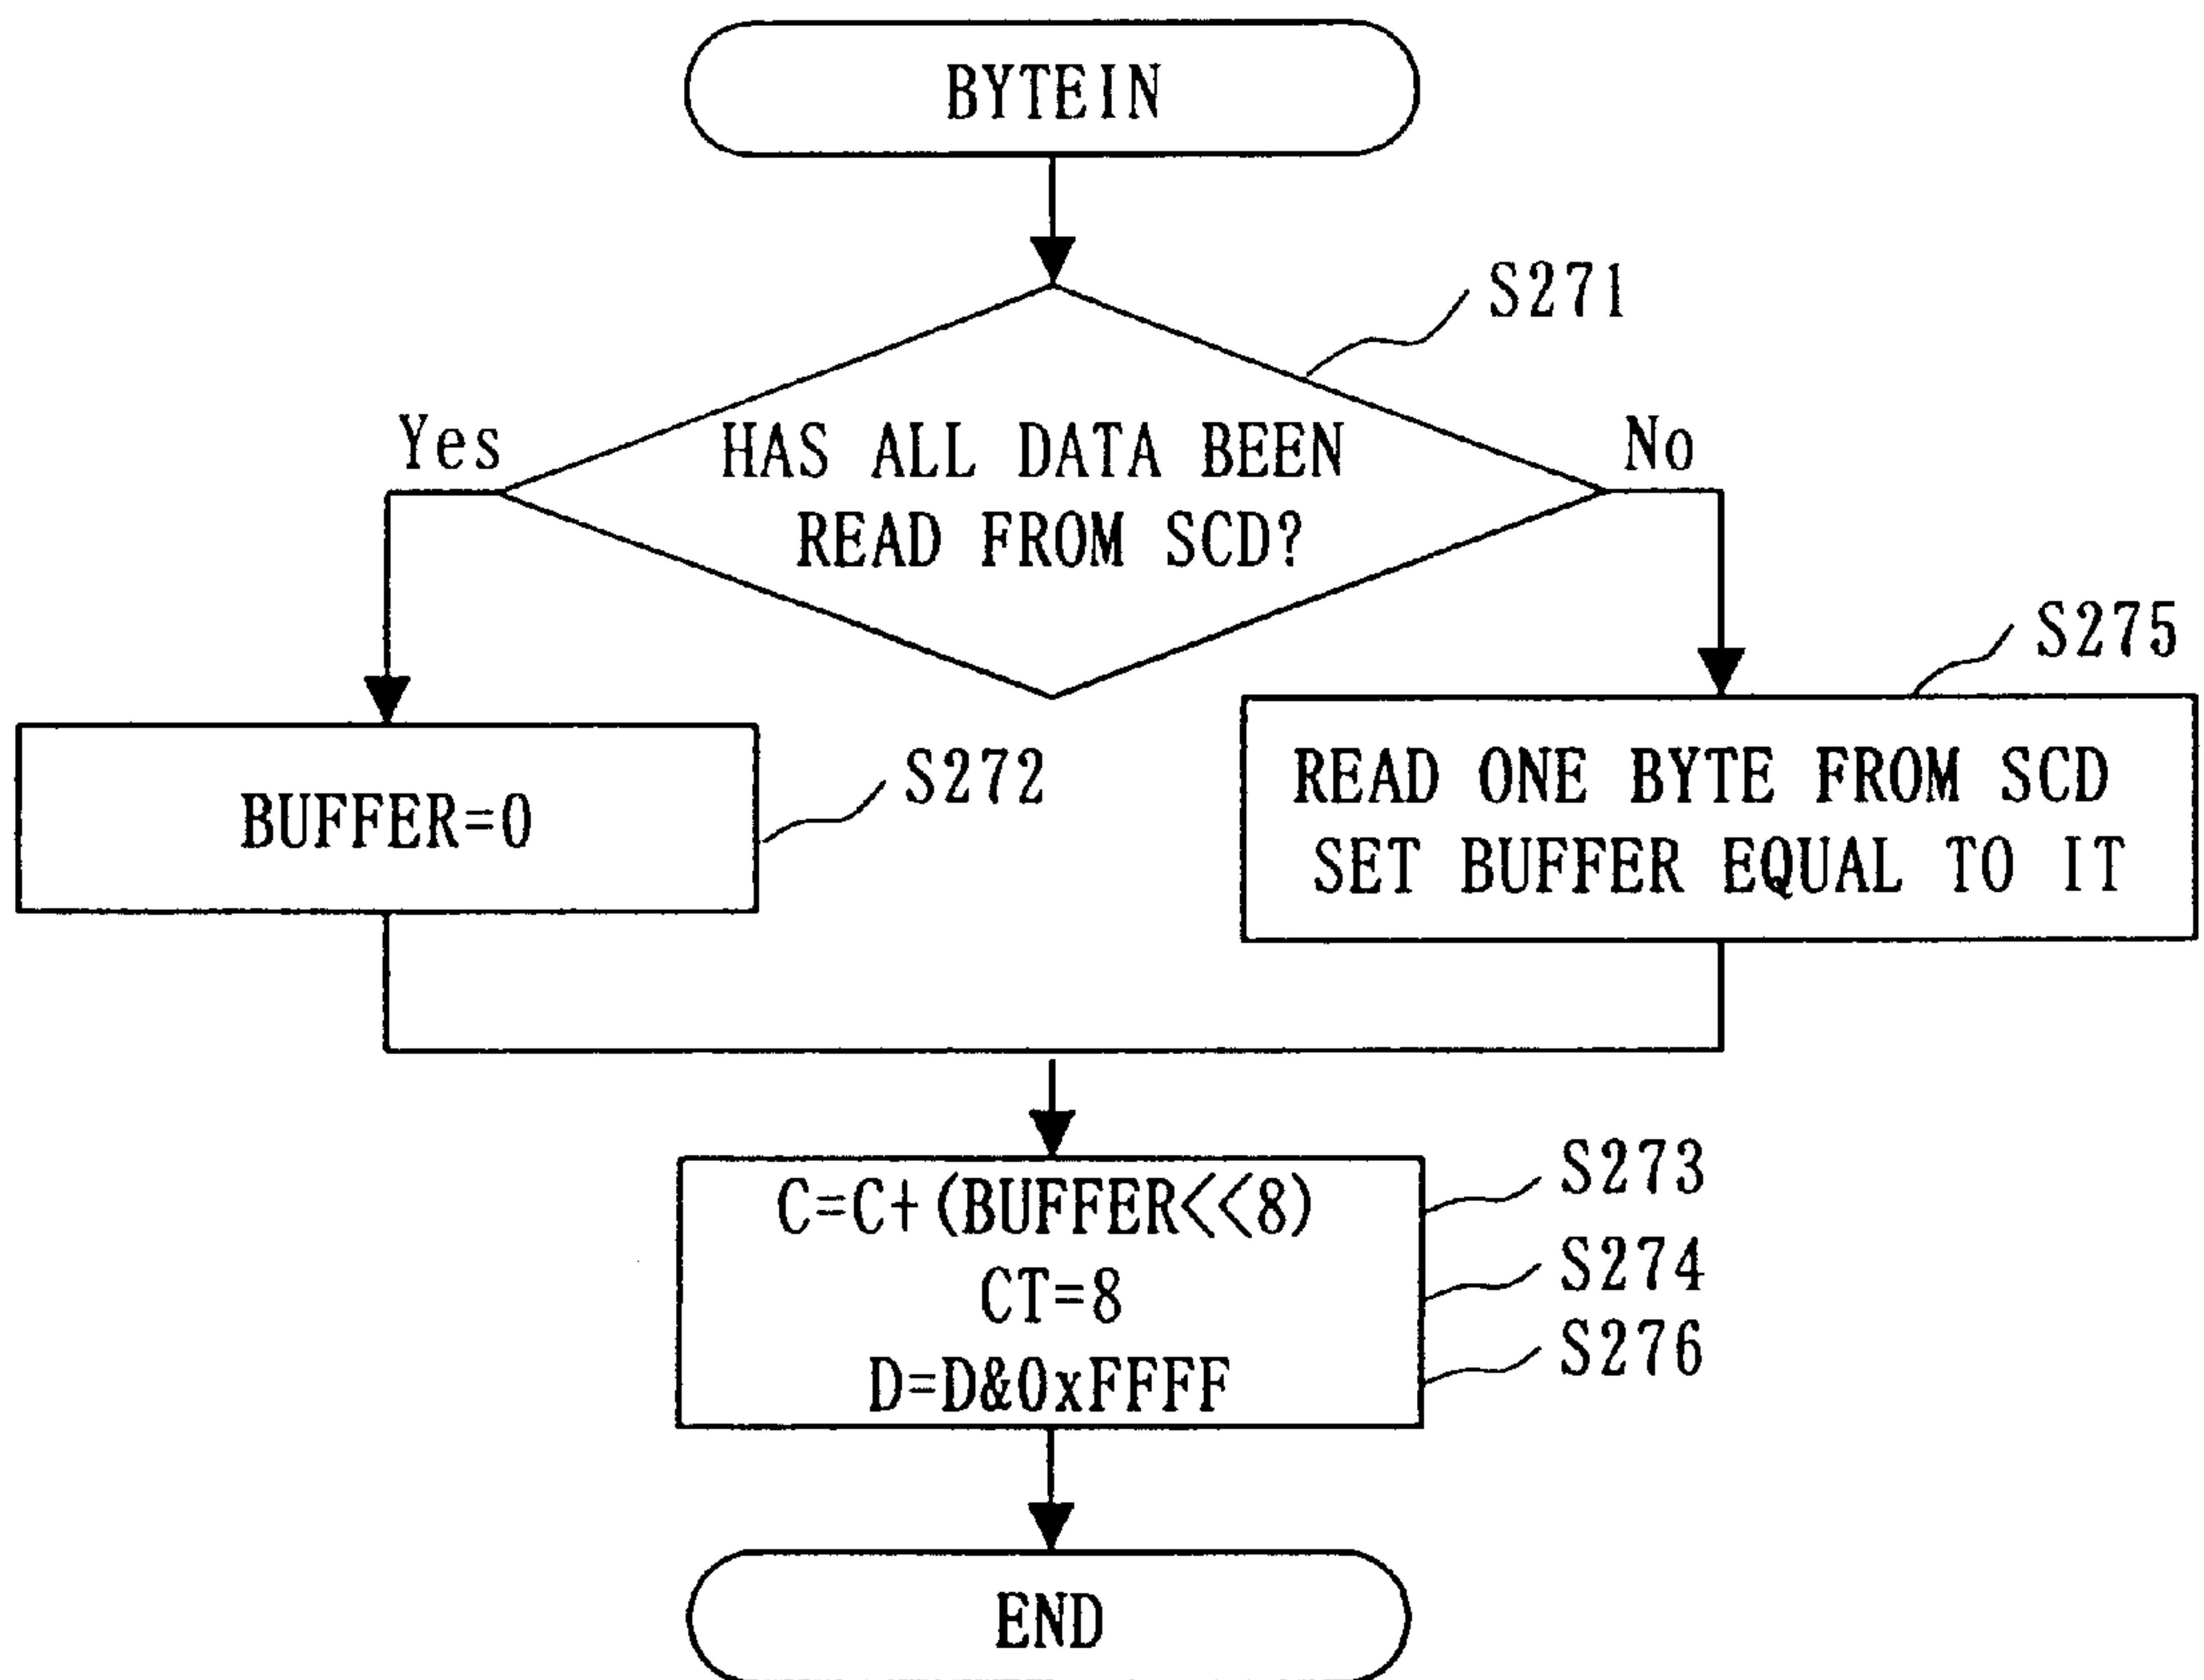 BYTEIN
S271
Yes
HAS ALL DATA BEEN
READ FROM SCD?
No
S275
BUFFER=0
S272
READ ONE BYTE FROM SCD
SET BUFFER EQUAL TO IT
C=C+(BUFFER<<8)
S273
CT=8
S274
D=D&0xFFFF
S276
END